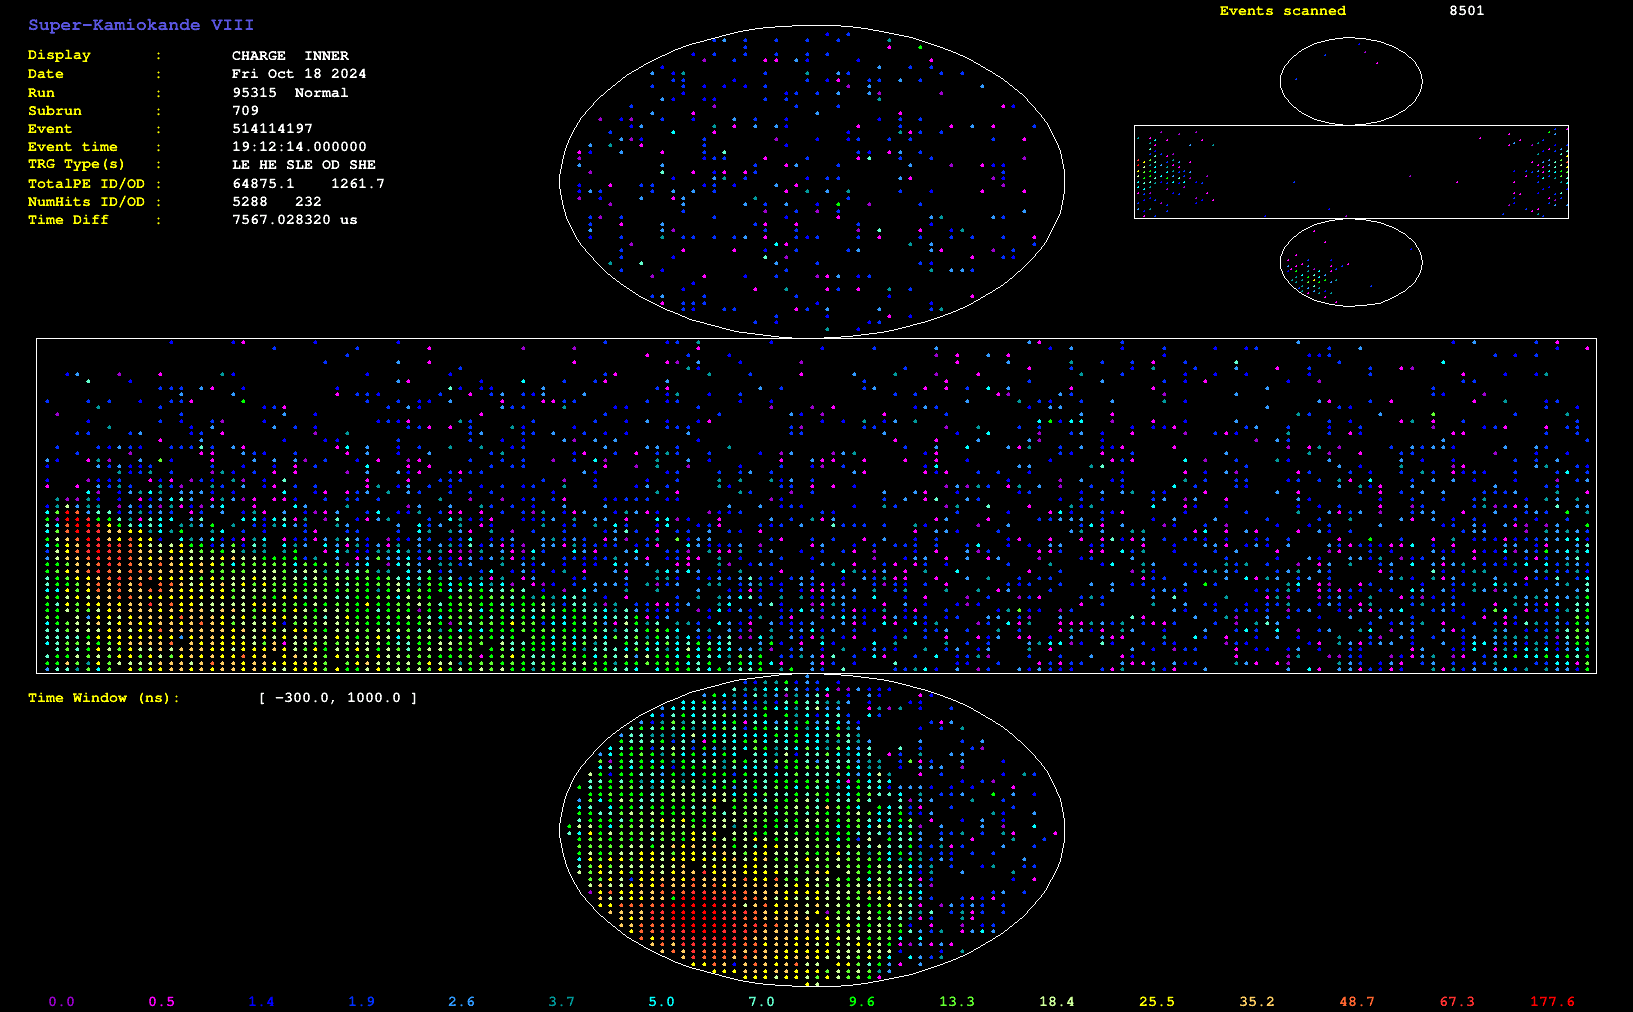 Super-Kamiokande VIII
Events scanned 8501
Display : CHARGE INNER
Date : Fri Oct 18 2024
Run : 95315 Normal
Subrun : 709
Event : 514114197
Event time : 19:12:14.000000
TRG Type(s) : LE HE SLE OD SHE
TotalPE ID/OD : 64875.1 1261.7
NumHits ID/OD : 5288 232
Time Diff : 7567.028320 us
Time Window (ns): [ −300.0, 1000.0 ]
0.0 0.5 1.4 1.9 2.6 3.7 5.0 7.0 9.6 13.3 18.4 25.5 35.2 48.7 67.3 177.6